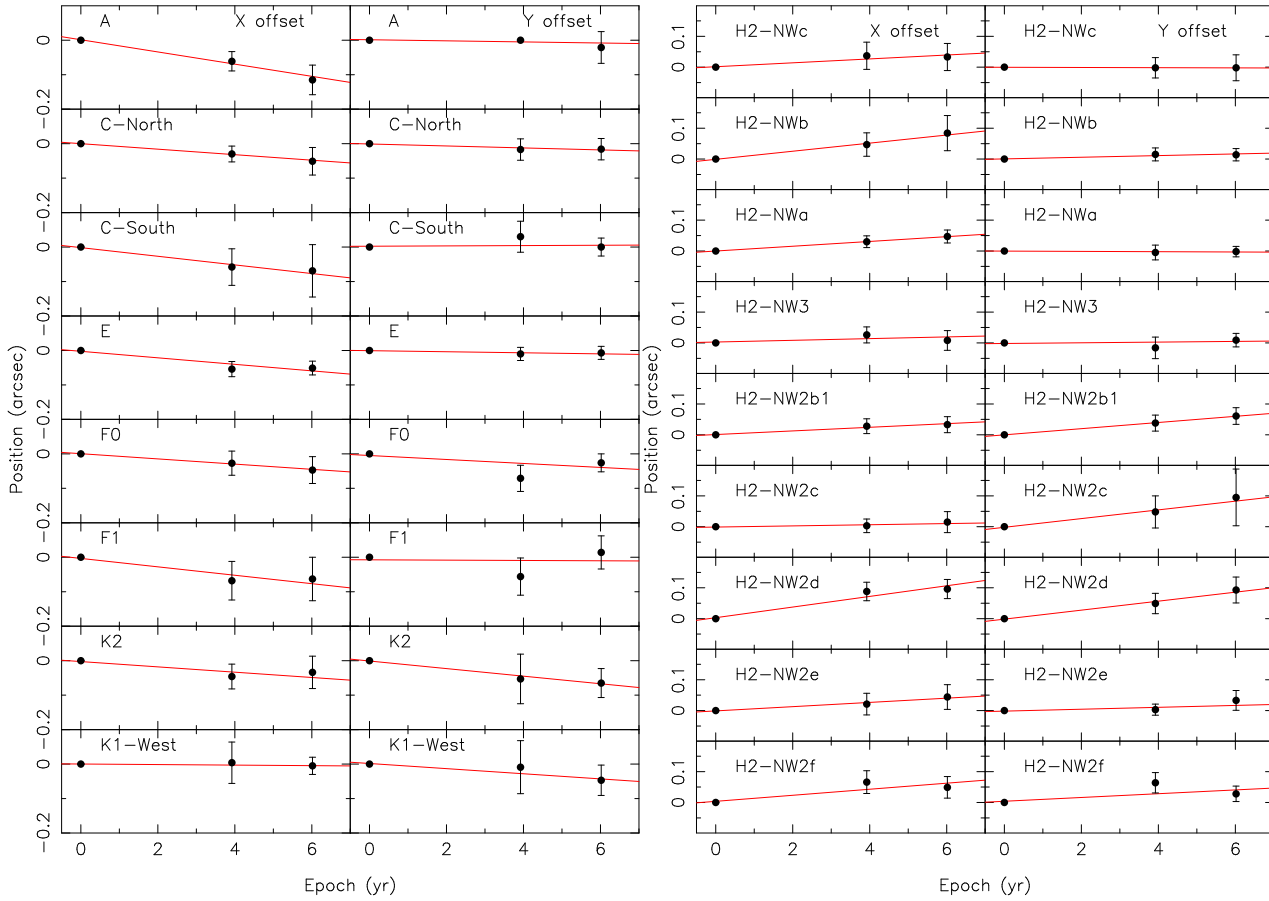 A X offset A Y offset
0
−0.2
C−North C−North
0
−0.2
C−South C−South
0
−0.2
E E
0
−0.2
F0 F0
0
−0.2
F1 F1
0
−0.2
K2 K2
0
−0.2
K1−West K1−West
0
−0.2
0 2 4 6 0 2 4 6
Epoch (yr)
Position (arcsec)
H2−NWc X offset H2−NWc Y offset
0.1
0
H2−NWb H2−NWb
0.1
0
H2−NWa H2−NWa
0.1
0
H2−NW3 H2−NW3
0.1
0
H2−NW2b1 H2−NW2b1
0.1
0
H2−NW2c H2−NW2c
0.1
0
H2−NW2d H2−NW2d
0.1
0
H2−NW2e H2−NW2e
0.1
0
H2−NW2f H2−NW2f
0.1
0
0 2 4 6 0 2 4 6
Epoch (yr)
Position (arcsec)